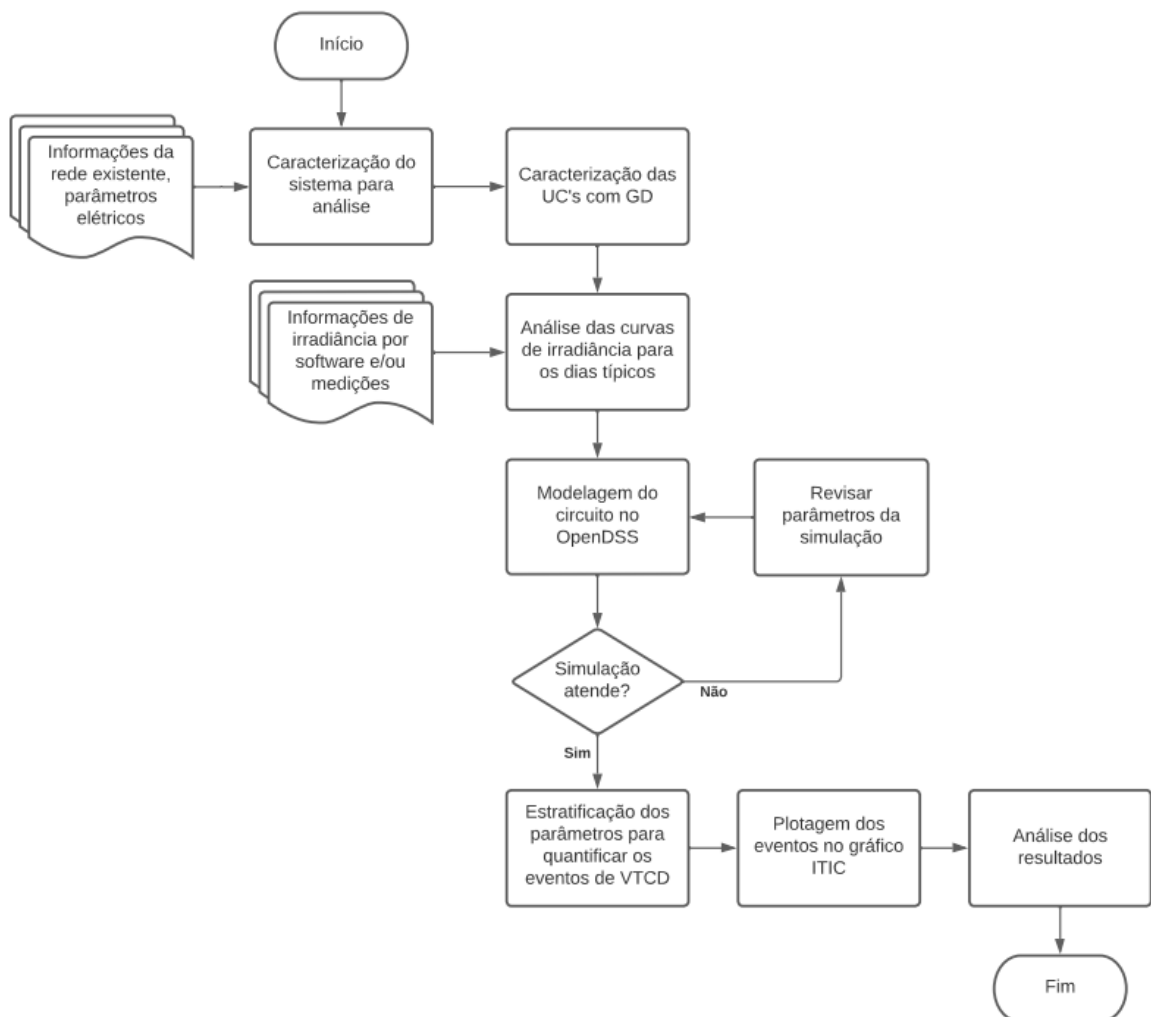 Início
Informações da
rede existente,
parâmetros
elétricos
Caracterização do
sistema para
análise
Caracterização das
UC's com GD
Informações de
irradiância por
software e/ou
medições
Análise das curvas
de irradiância para
os dias típicos
Modelagem do
circuito no
OpenDSS
Revisar
parâmetros da
simulação
Simulação
atende?
Não
Sim
Estratificação dos
parâmetros para
quantificar os
eventos de VTCD
Plotagem dos
eventos no gráfico
ITIC
Análise dos
resultados
Fim